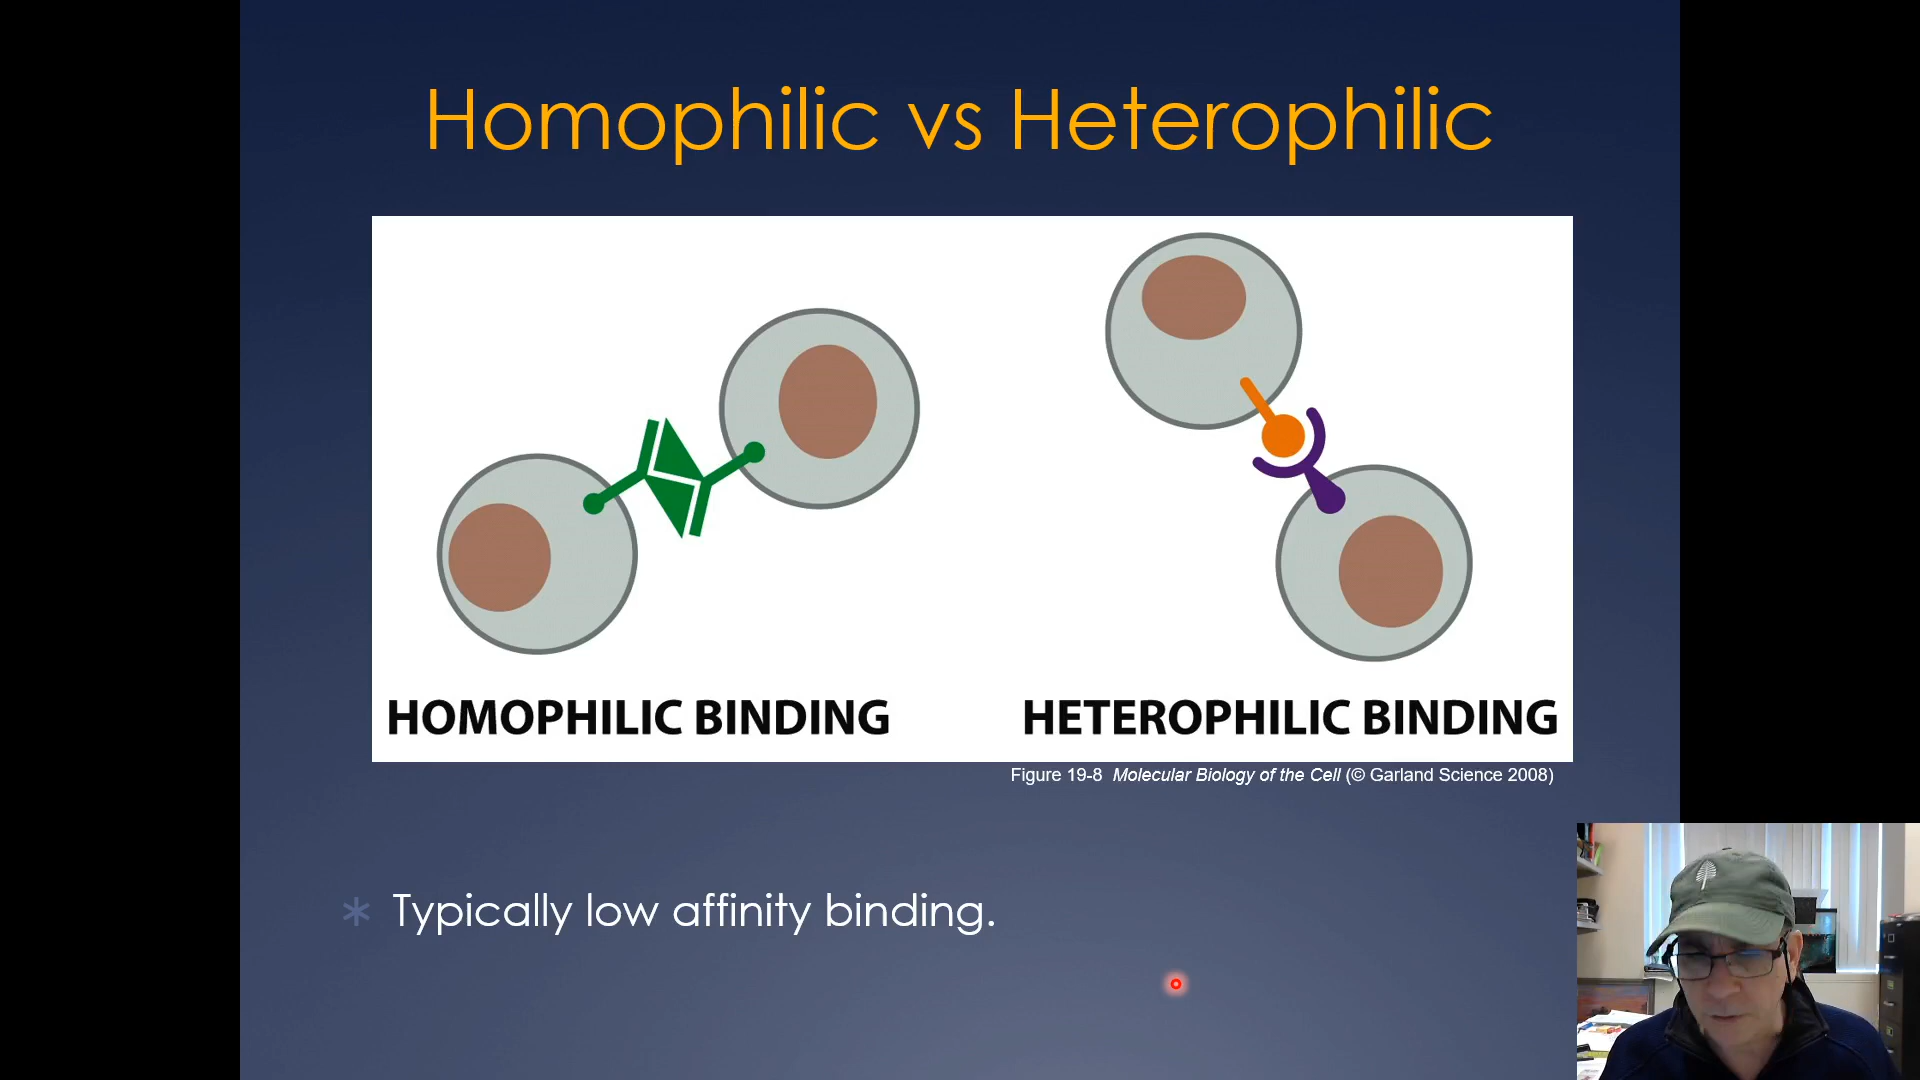 Homophilic vs Heterophilic
HOMOPHILIC BINDING
HETEROPHILIC BINDING
Figure 19-8 Molecular Biology of the Cell (© Garland Science 2008)
Typically low affinity binding.